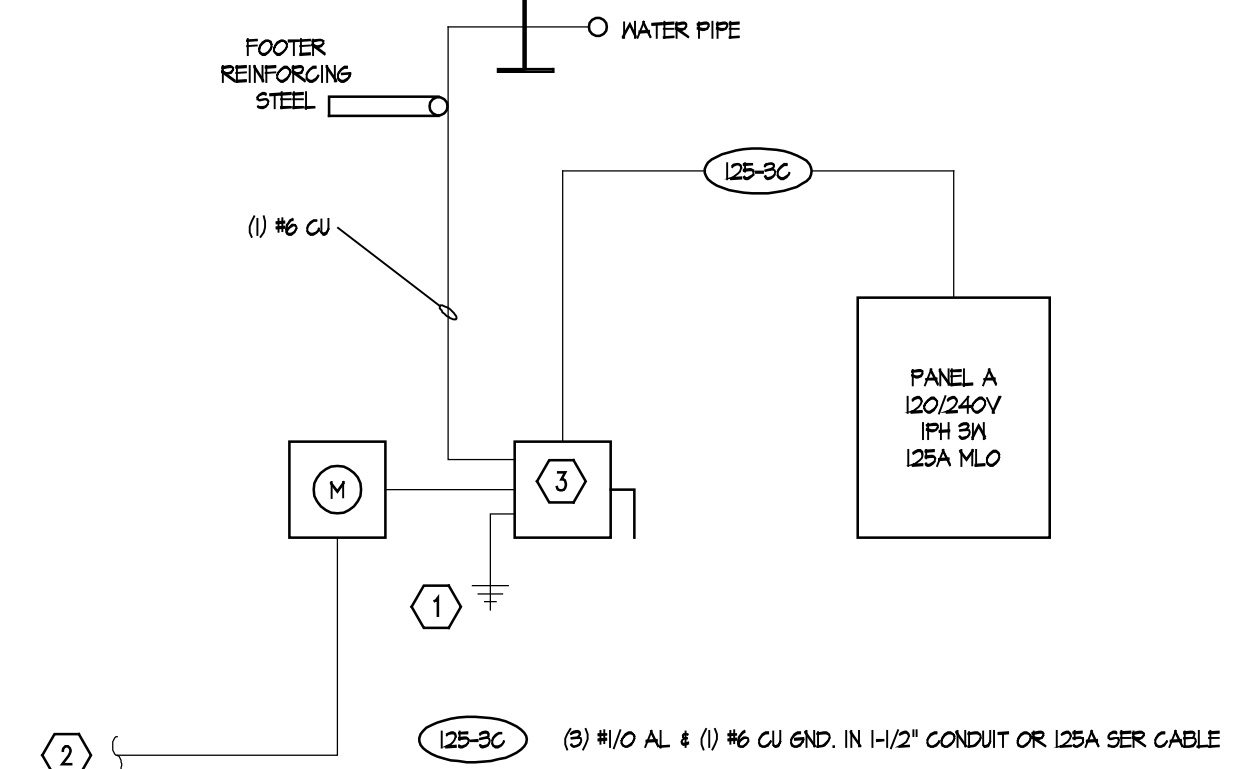 WATER PIPE
FOOTER
REINFORCING
STEEL
125-3C
(1) #6 CU
PANEL A
120/240V
1PH 3W
125A MLO
M
3
1
2
125-3C
(3) #1/0 AL & (1) #6 CU GND. IN 1-1/2" CONDUIT OR 125A SER CABLE